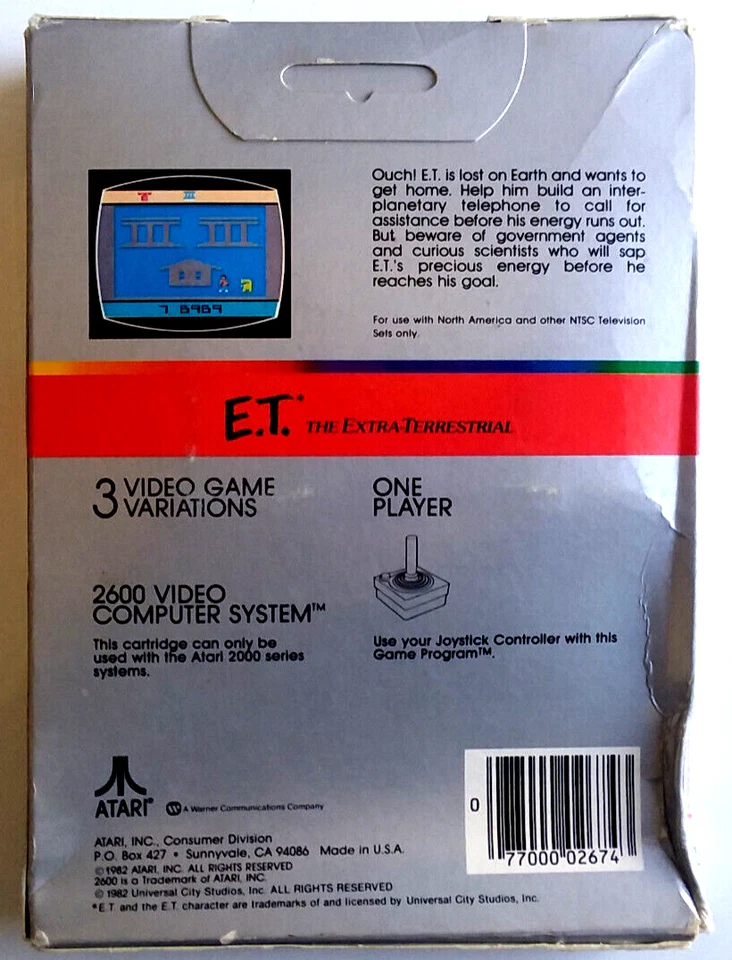 Ouch! E.T. is lost on Earth and wants to
get home. Help him build an inter-
planetary telephone to call for
assistance before his energy runs out.
But beware of government agents
and curious scientists who will sap
E.T.'s precious energy before he
reaches his goal.
For use with North America and other NTSC Television
Sets only.
7 8989
E.T.* THE EXTRA-TERRESTRIAL
3 VIDEO GAME
VARIATIONS
ONE
PLAYER
2600 VIDEO
COMPUTER SYSTEM™
This cartridge can only be
used with the Atari 2000 series
systems.
Use your Joystick Controller with this
Game Program™.
ATARI® W A Warner Communications Company
ATARI, INC., Consumer Division
P.O. Box 427 • Sunnyvale, CA 94086 Made in U.S.A.
© 1982 ATARI, INC. ALL RIGHTS RESERVED
2600 is a Trademark of ATARI, INC.
© 1982 Universal City Studios, Inc. ALL RIGHTS RESERVED
*E.T. and the E.T. character are trademarks of and licensed by Universal City Studios, Inc.
0 77000 02674